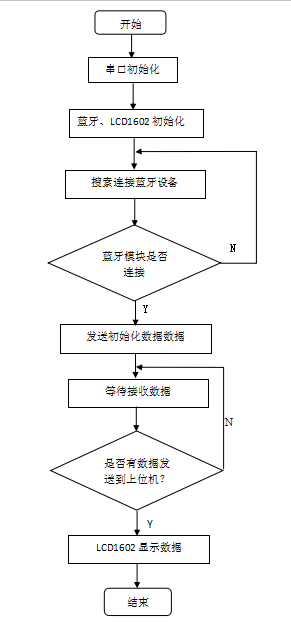 开始
串口初始化
蓝牙、LCD1602 初始化
搜素连接蓝牙设备
N
蓝牙模块是否
连接
Y
发送初始化数据数据
等待接收数据
N
是否有数据发
送到上位机？
Y
LCD1602 显示数据
结束